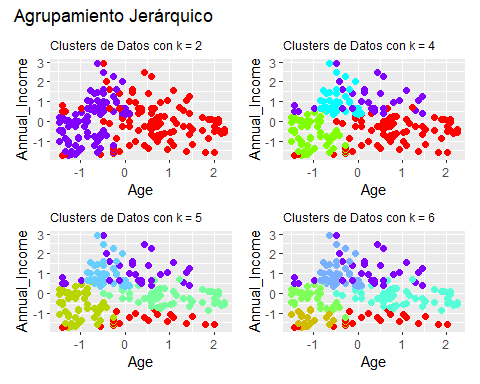 Agrupamiento Jerárquico
Clusters de Datos con k = 2
Annual_Income
3
2
1
0
-1
-1
0
1
2
Age
Clusters de Datos con k = 4
Annual_Income
3
2
1
0
-1
-1
0
1
2
Age
Clusters de Datos con k = 5
Annual_Income
3
2
1
0
-1
-1
0
1
2
Age
Clusters de Datos con k = 6
Annual_Income
3
2
1
0
-1
-1
0
1
2
Age